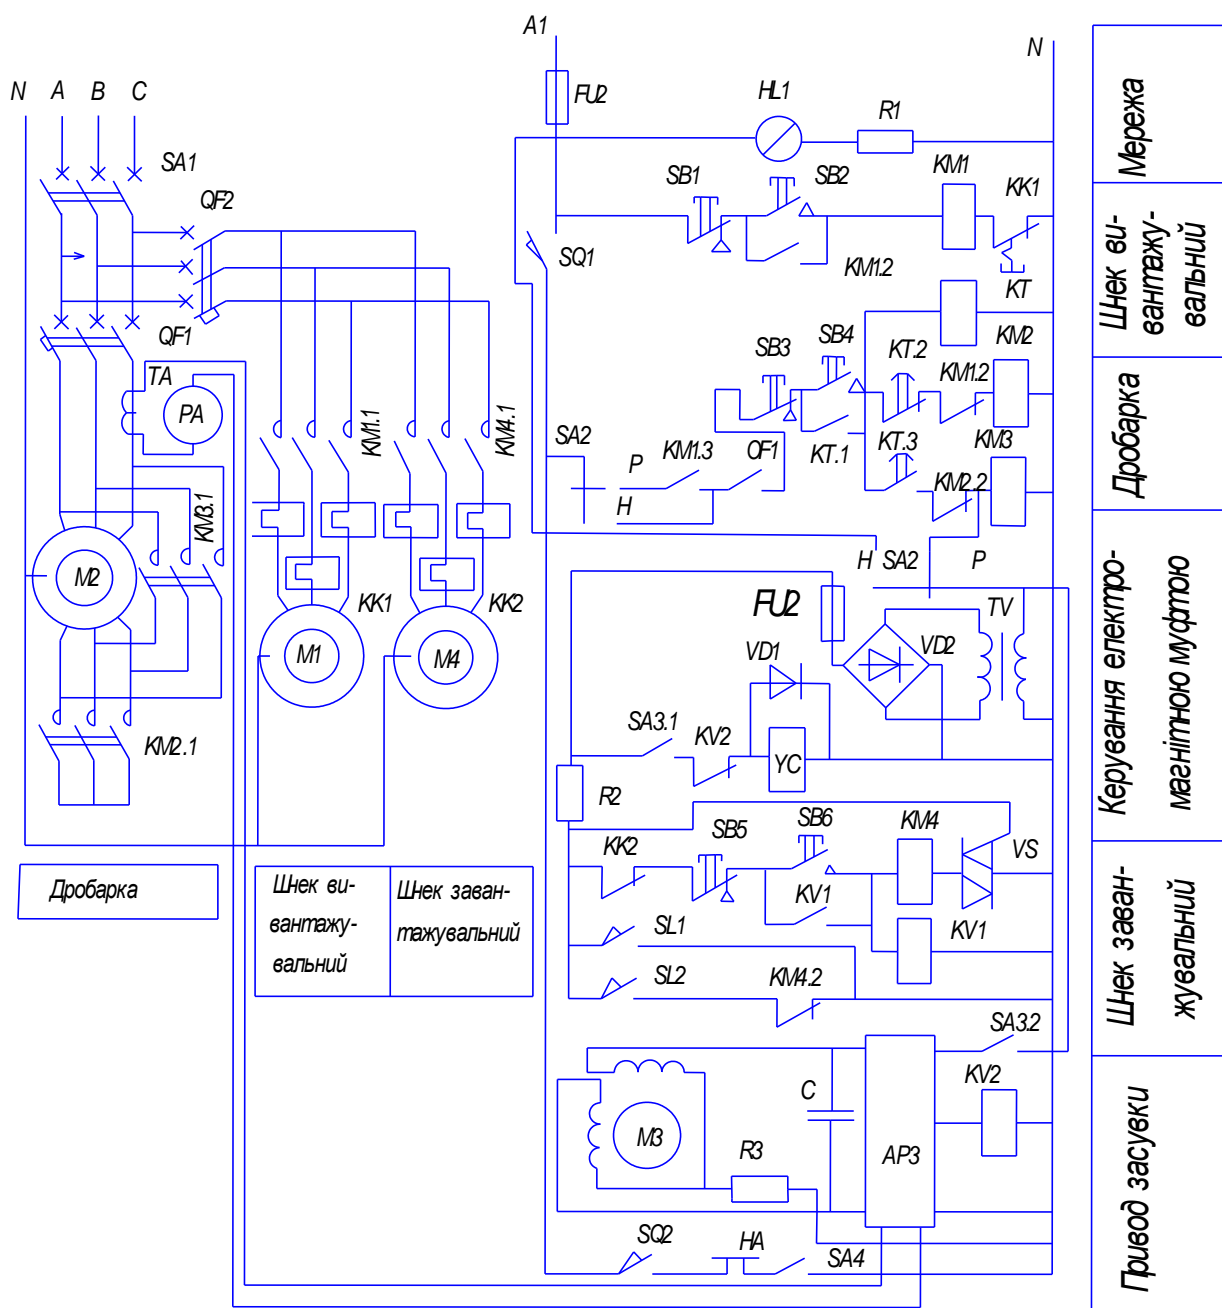 A1
N
N A B C
FU2
HL1
R1
SA1
SB1
SB2
KM1
KK1
QF2
SQ1
KM1.2
KT
QF1
SB3
SB4
KT.2
KM1.2
KM2
TA
PA
KM1.1
KM4.1
SA2
P
KM1.3
OF1
KT.1
KT.3
KM3
H
KM2.2
KM3.1
H SA2 P
M2
KK1
KK2
FU2
TV
VD1
VD2
M1
M4
SA3.1
KV2
YC
KM2.1
R2
SB5
SB6
KM4
VS
KK2
KV1
KV1
SL1
SL2
KM4.2
SA3.2
KV2
C
M3
R3
AP3
SQ2
HA
SA4
Дробарка
Шнек ви-
вантажу-
вальний
Шнек заван-
тажувальний
Мережа
Шнек ви-
вантажу-
вальний
Дробарка
Керування електро-
магнітною муфтою
Шнек заван-
жувальний
Привод засувки